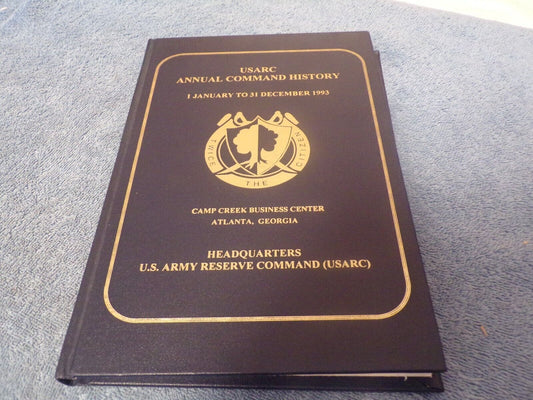 USARC
ANNUAL COMMAND HISTORY
1 JANUARY TO 31 DECEMBER 1993
TWICE THE CITIZEN
CAMP CREEK BUSINESS CENTER
ATLANTA, GEORGIA
HEADQUARTERS
U.S. ARMY RESERVE COMMAND (USARC)